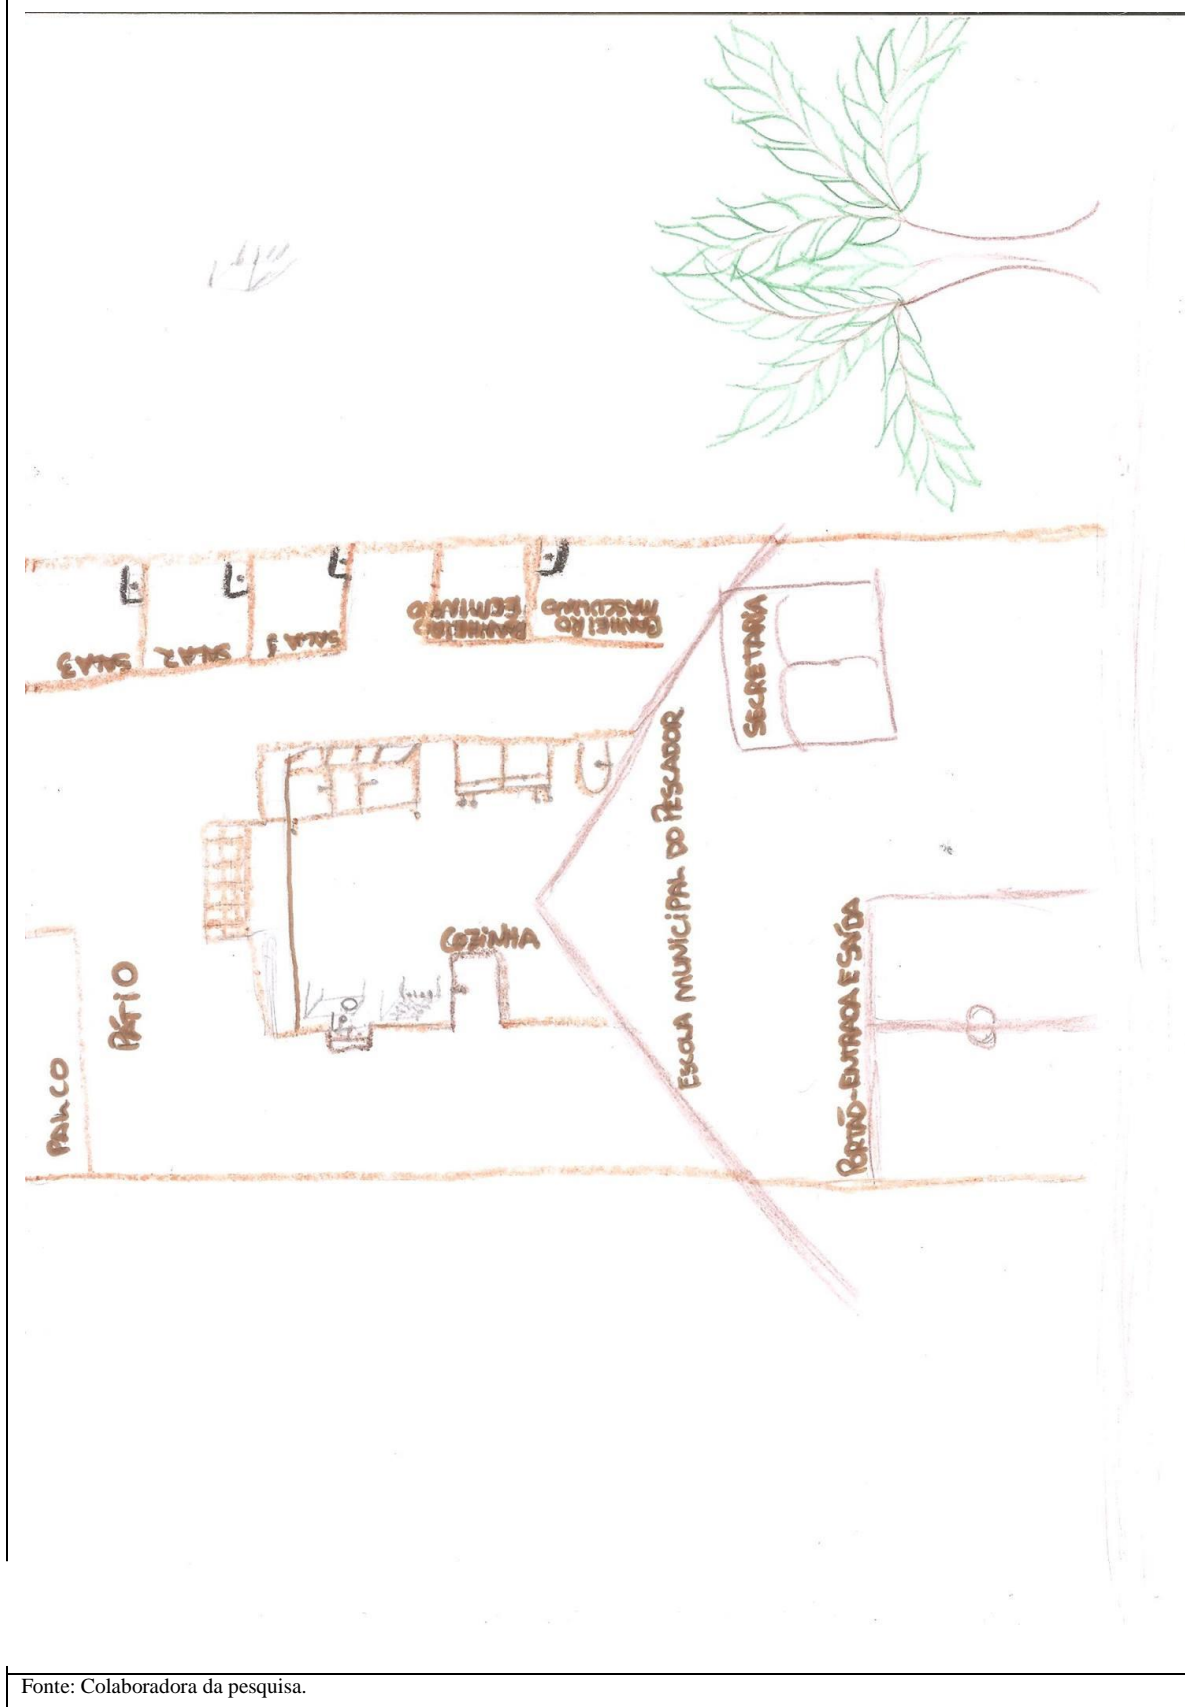 SALA 3
SALA 2
SALA 1
BANHEIRO
FEMININO
BANHEIRO
MASCULINO
SECRETARIA
ESCOLA MUNICIPAL DO PESCADOR
COZINHA
PÁTIO
PALCO
PORTÃO-ENTRADA E SAÍDA
Fonte: Colaboradora da pesquisa.